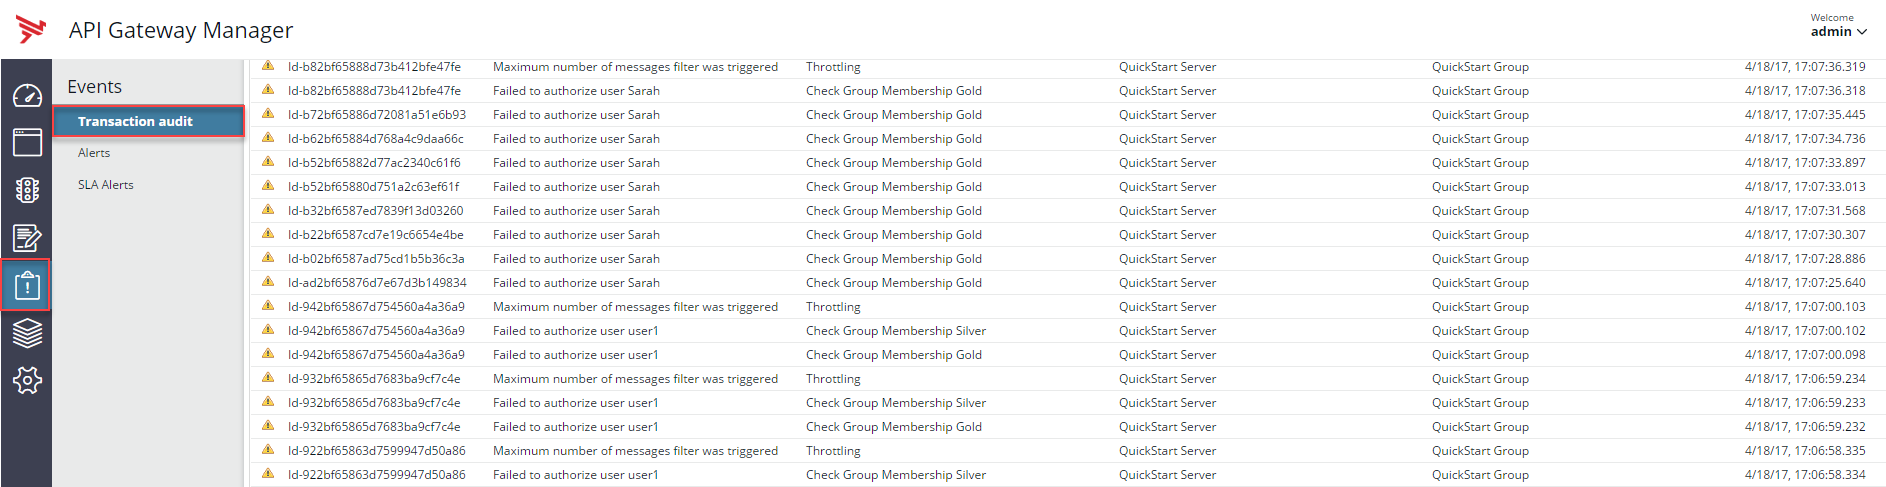 API Gateway Manager
Welcome
admin
Events
Transaction audit
Alerts
SLA Alerts
Id-b82bf65888d73b412bfe47fe Maximum number of messages filter was triggered Throttling QuickStart Server QuickStart Group 4/18/17, 17:07:36.319
Id-b82bf65888d73b412bfe47fe Failed to authorize user Sarah Check Group Membership Gold QuickStart Server QuickStart Group 4/18/17, 17:07:36.318
Id-b72bf65886d72081a51e6b93 Failed to authorize user Sarah Check Group Membership Gold QuickStart Server QuickStart Group 4/18/17, 17:07:35.445
Id-b62bf65884d768a4c9daa66c Failed to authorize user Sarah Check Group Membership Gold QuickStart Server QuickStart Group 4/18/17, 17:07:34.736
Id-b52bf65882d77ac2340c61f6 Failed to authorize user Sarah Check Group Membership Gold QuickStart Server QuickStart Group 4/18/17, 17:07:33.897
Id-b52bf65880d751a2c63ef61f Failed to authorize user Sarah Check Group Membership Gold QuickStart Server QuickStart Group 4/18/17, 17:07:33.013
Id-b32bf6587ed7839f13d03260 Failed to authorize user Sarah Check Group Membership Gold QuickStart Server QuickStart Group 4/18/17, 17:07:31.568
Id-b22bf6587cd7e19c6654e4be Failed to authorize user Sarah Check Group Membership Gold QuickStart Server QuickStart Group 4/18/17, 17:07:30.307
Id-b02bf6587ad75cd1b5b36c3a Failed to authorize user Sarah Check Group Membership Gold QuickStart Server QuickStart Group 4/18/17, 17:07:28.886
Id-ad2bf65876d7e67d3b149834 Failed to authorize user Sarah Check Group Membership Gold QuickStart Server QuickStart Group 4/18/17, 17:07:25.640
Id-942bf65867d754560a4a36a9 Maximum number of messages filter was triggered Throttling QuickStart Server QuickStart Group 4/18/17, 17:07:00.103
Id-942bf65867d754560a4a36a9 Failed to authorize user user1 Check Group Membership Silver QuickStart Server QuickStart Group 4/18/17, 17:07:00.102
Id-942bf65867d754560a4a36a9 Failed to authorize user user1 Check Group Membership Gold QuickStart Server QuickStart Group 4/18/17, 17:07:00.098
Id-932bf65865d7683ba9cf7c4e Maximum number of messages filter was triggered Throttling QuickStart Server QuickStart Group 4/18/17, 17:06:59.234
Id-932bf65865d7683ba9cf7c4e Failed to authorize user user1 Check Group Membership Silver QuickStart Server QuickStart Group 4/18/17, 17:06:59.233
Id-932bf65865d7683ba9cf7c4e Failed to authorize user user1 Check Group Membership Gold QuickStart Server QuickStart Group 4/18/17, 17:06:59.232
Id-922bf65863d7599947d50a86 Maximum number of messages filter was triggered Throttling QuickStart Server QuickStart Group 4/18/17, 17:06:58.335
Id-922bf65863d7599947d50a86 Failed to authorize user user1 Check Group Membership Silver QuickStart Server QuickStart Group 4/18/17, 17:06:58.334